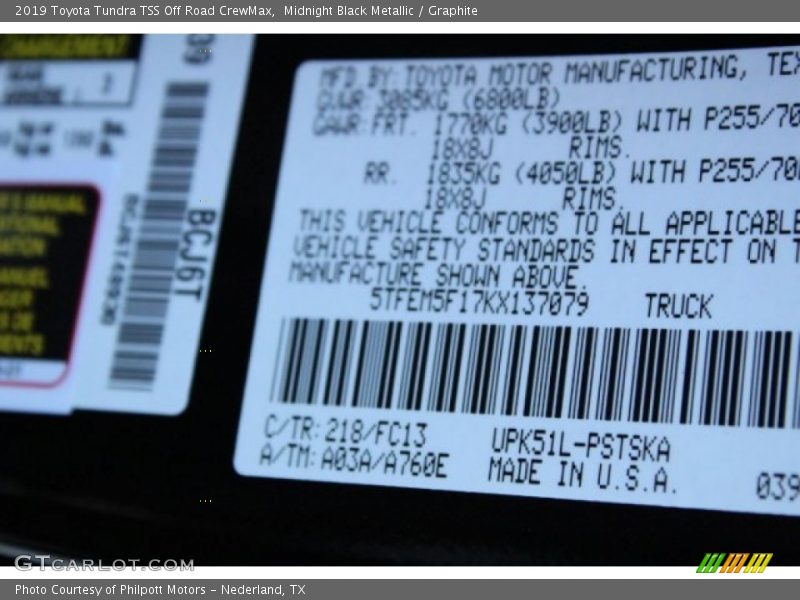 2019 Toyota Tundra TSS Off Road CrewMax,  Midnight Black Metallic / Graphite
MFD. BY: TOYOTA MOTOR MANUFACTURING, TEX
GVWR: 3085KG (6800LB)
GAWR: FRT. 1770KG (3900LB) WITH P255/70
18X8J RIMS.
RR. 1835KG (4050LB) WITH P255/70
18X8J RIMS.
THIS VEHICLE CONFORMS TO ALL APPLICABLE
VEHICLE SAFETY STANDARDS IN EFFECT ON T
MANUFACTURE SHOWN ABOVE.
5TFEM5F17KX137079 TRUCK
C/TR: 218/FC13 UPK51L-PSTSKA
A/TM: A03A/A760E MADE IN U.S.A.
039
BCJ6T
GTCARLOT.COM
Photo Courtesy of Philpott Motors - Nederland, TX